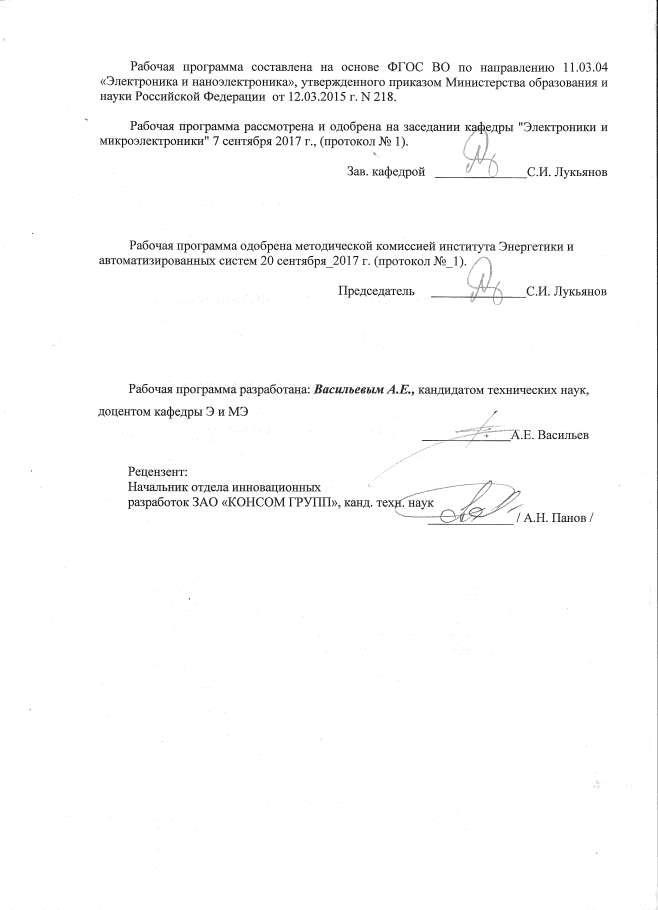 Рабочая программа составлена на основе ФГОС ВО по направлению 11.03.04
«Электроника и наноэлектроника», утвержденного приказом Министерства образования и
науки Российской Федерации от 12.03.2015 г. N 218.
Рабочая программа рассмотрена и одобрена на заседании кафедры "Электроники и
микроэлектроники" 7 сентября 2017 г., (протокол № 1).
Зав. кафедрой ______________С.И. Лукьянов
Рабочая программа одобрена методической комиссией института Энергетики и
автоматизированных систем 20 сентября_2017 г. (протокол №_1).
Председатель _______________С.И. Лукьянов
Рабочая программа разработана: Васильевым А.Е., кандидатом технических наук,
доцентом кафедры Э и МЭ
______________А.Е. Васильев
Рецензент:
Начальник отдела инновационных
разработок ЗАО «КОНСОМ ГРУПП», канд. техн. наук
_____________ / А.Н. Панов /